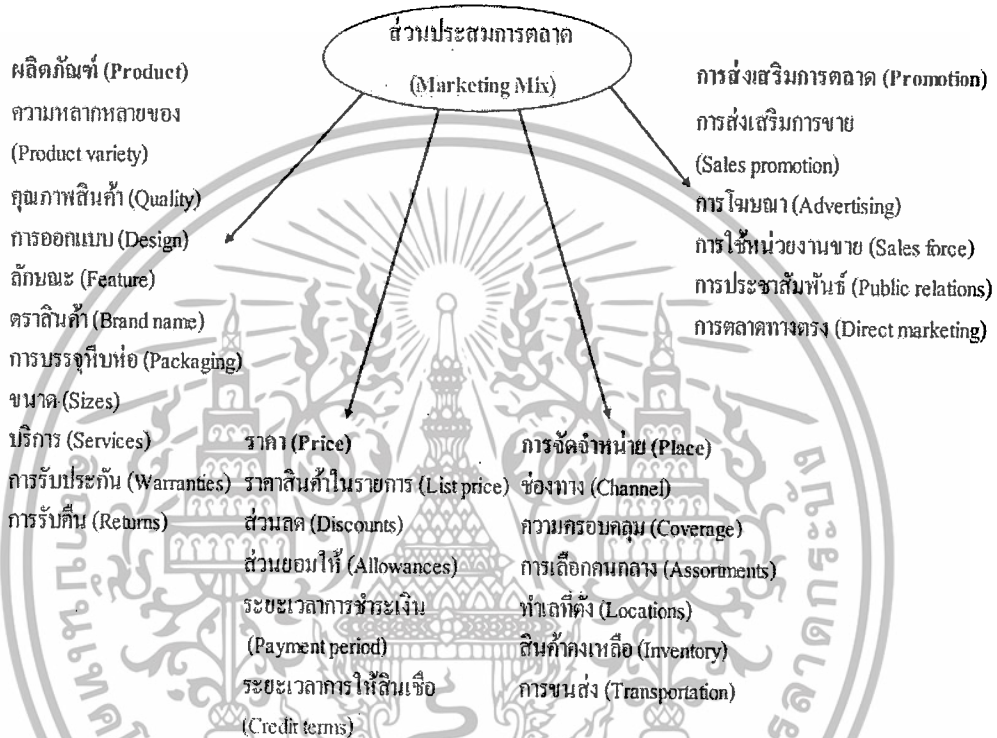 ส่วนประสมการตลาด
(Marketing Mix)
ผลิตภัณฑ์ (Product)
ความหลากหลายของ
(Product variety)
คุณภาพสินค้า (Quality)
การออกแบบ (Design)
ลักษณะ (Feature)
ตราสินค้า (Brand name)
การบรรจุหีบห่อ (Packaging)
ขนาด (Sizes)
บริการ (Services)
การรับประกัน (Warranties)
การรับคืน (Returns)
ราคา (Price)
ราคาสินค้าในรายการ (List price)
ส่วนลด (Discounts)
ส่วนยอมให้ (Allowances)
ระยะเวลาการชำระเงิน
(Payment period)
ระยะเวลาการให้สินเชื่อ
(Credit terms)
การจัดจำหน่าย (Place)
ช่องทาง (Channel)
ความครอบคลุม (Coverage)
การเลือกคนกลาง (Assortments)
ทำเลที่ตั้ง (Locations)
สินค้าคงเหลือ (Inventory)
การขนส่ง (Transportation)
การส่งเสริมการตลาด (Promotion)
การส่งเสริมการขาย
(Sales promotion)
การโฆษณา (Advertising)
การใช้หน่วยงานขาย (Sales force)
การประชาสัมพันธ์ (Public relations)
การตลาดทางตรง (Direct marketing)